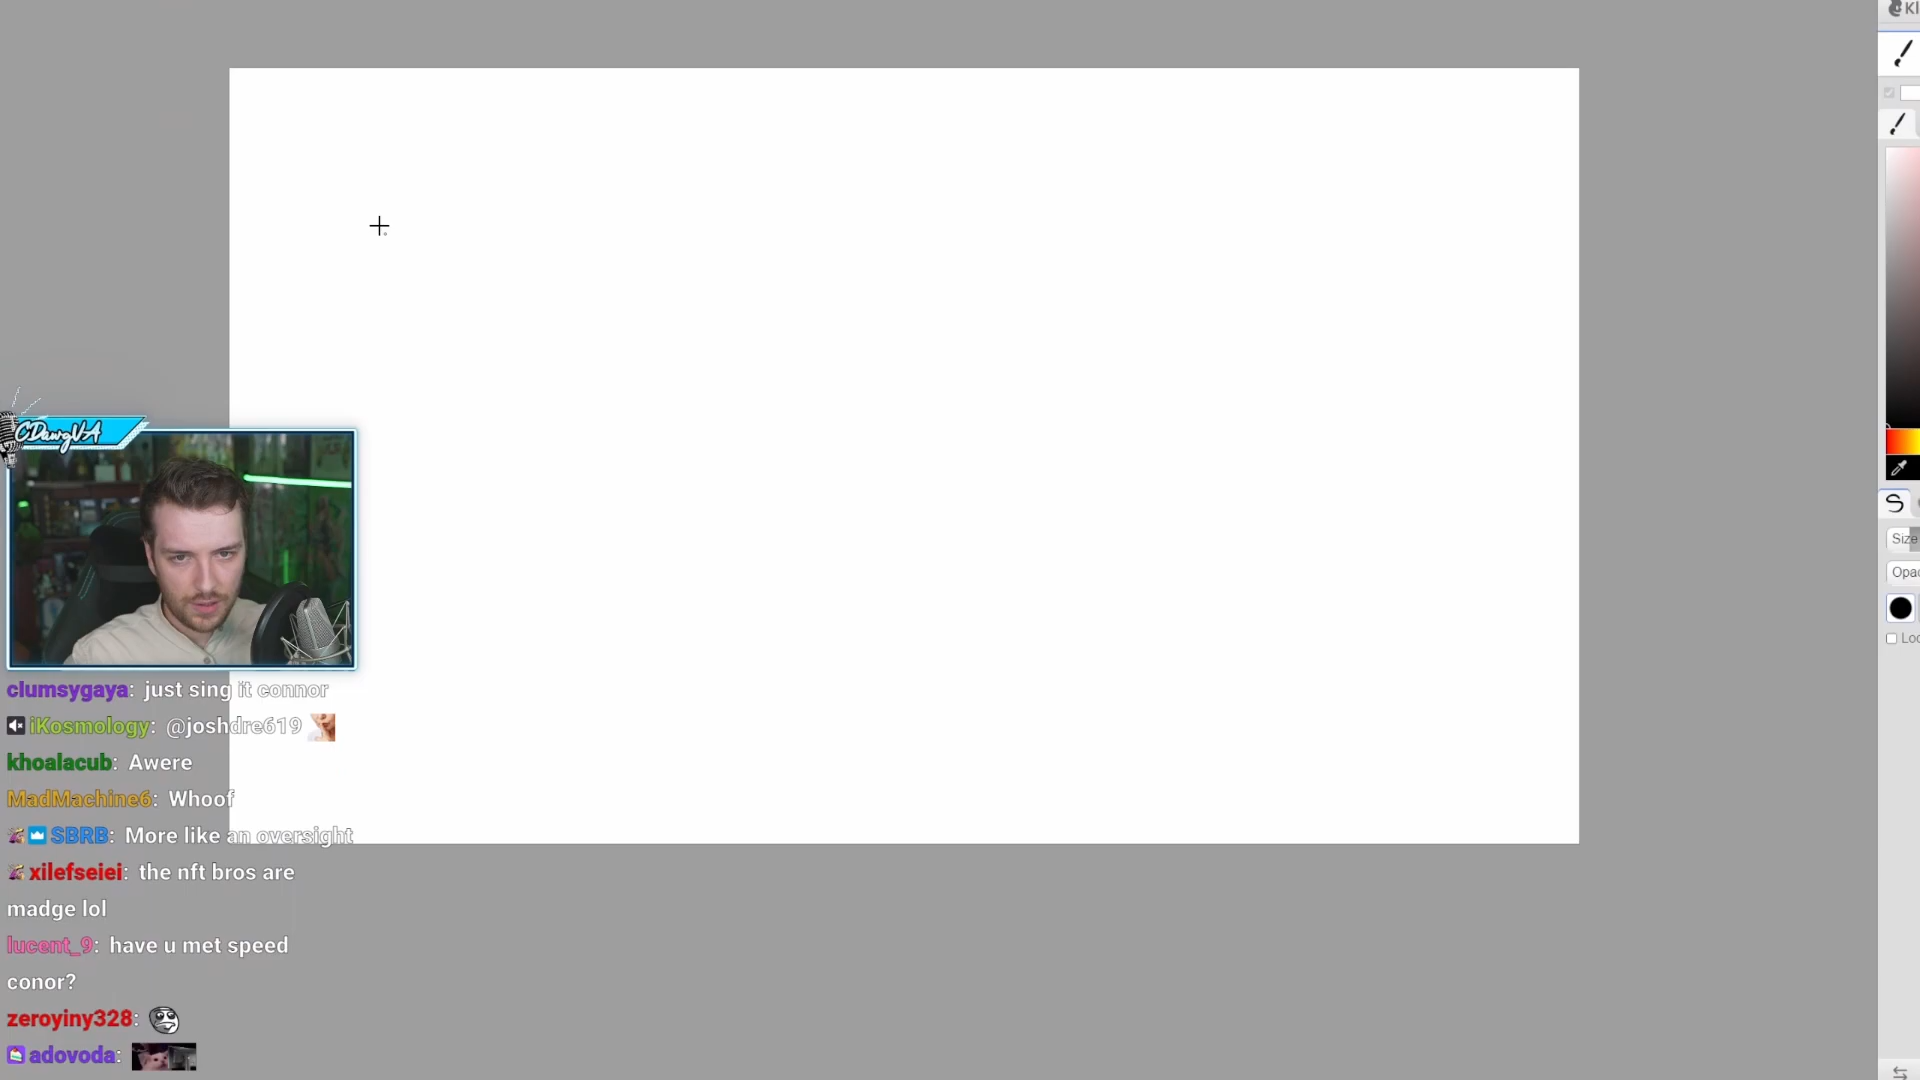 Kl
CDawgVA
Size
Opac
Loc
clumsygaya: just sing it connor
iKosmology: @joshdre619
khoalacub: Awere
MadMachine6: Whoof
SBRB: More like an oversight
xilefseiei: the nft bros are
madge lol
lucent_9: have u met speed
conor?
zeroyiny328:
adovoda: